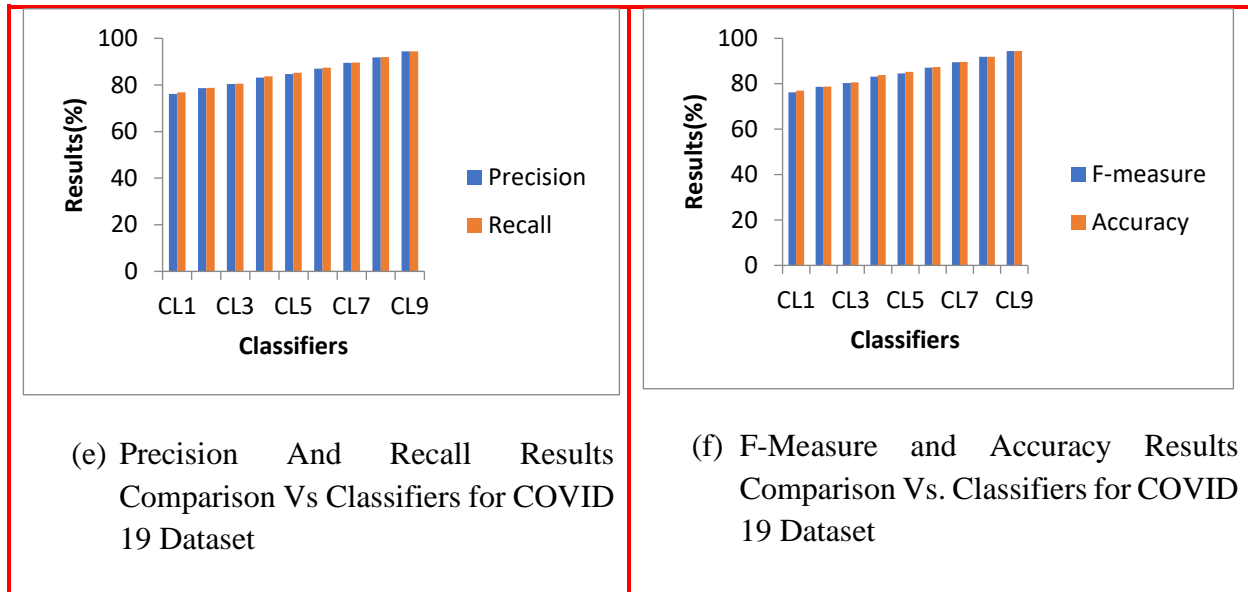 100
80
60
40
20
0
Results(%)
CL1 CL3 CL5 CL7 CL9
Classifiers
Precision
Recall
(e) Precision And Recall Results
Comparison Vs Classifiers for COVID
19 Dataset
100
80
60
40
20
0
Results(%)
CL1 CL3 CL5 CL7 CL9
Classifiers
F-measure
Accuracy
(f) F-Measure and Accuracy Results
Comparison Vs. Classifiers for COVID
19 Dataset